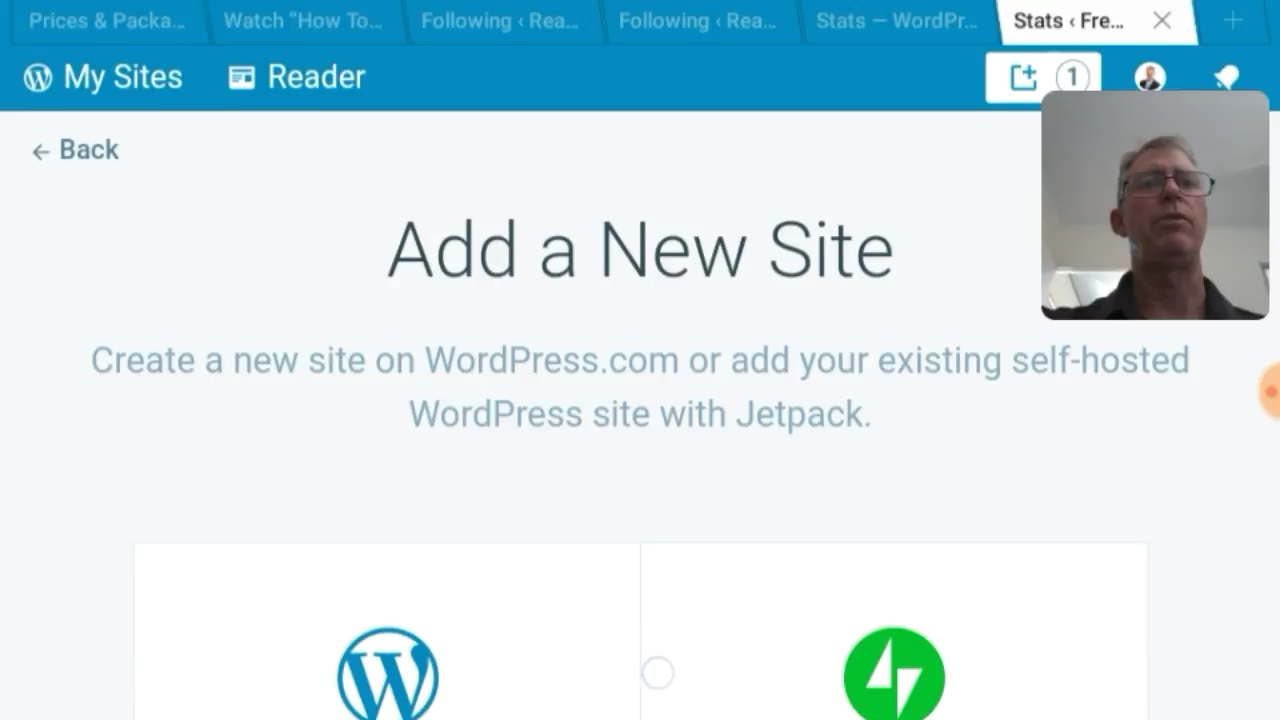 Prices & Packa...
Watch "How To...
Following ‹ Rea...
Following ‹ Rea...
Stats — WordPr...
Stats ‹ Fre...
My Sites
Reader
1
← Back
Add a New Site
Create a new site on WordPress.com or add your existing self-hosted
WordPress site with Jetpack.